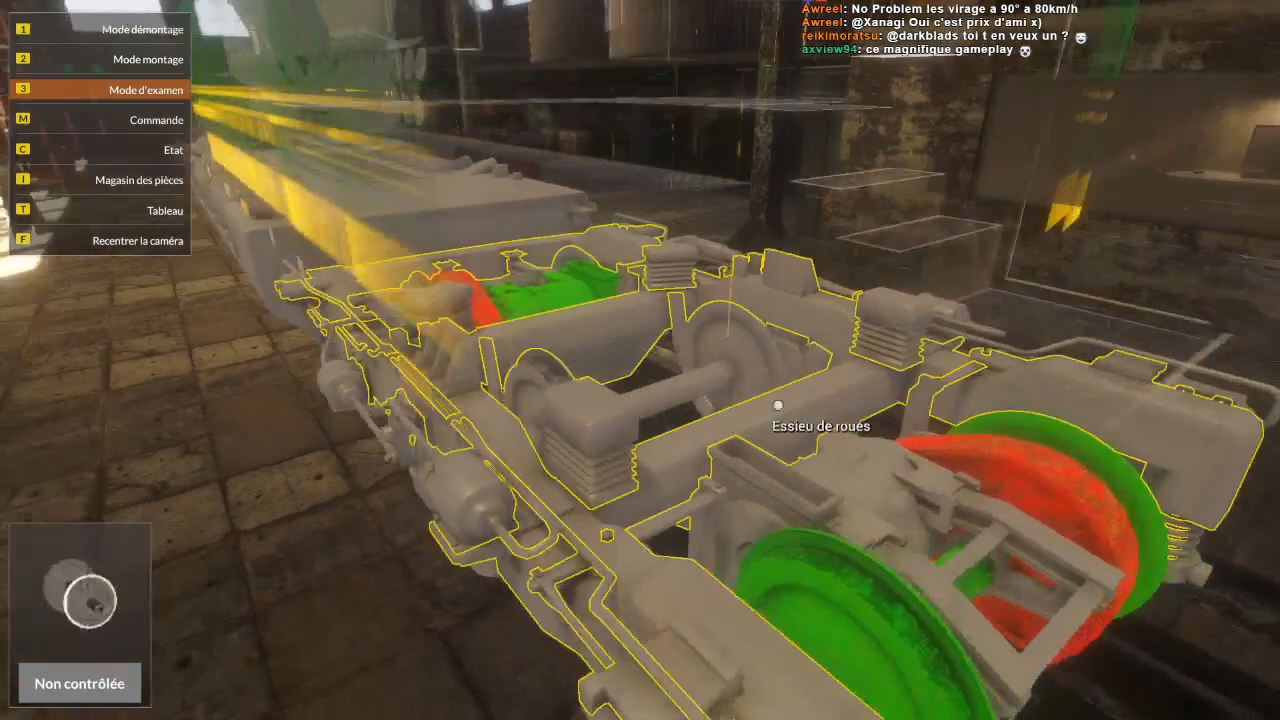 1 Mode démontage
2 Mode montage
3 Mode d'examen
M Commande
C Etat
I Magasin des pièces
T Tableau
F Recentrer la caméra
Awreel: No Problem les virage a 90° a 80km/h
Awreel: @Xanagi Oui c'est prix d'ami x)
reikimoratsu: @darkblads toi t en veux un ?
axview94: ce magnifique gameplay
Essieu de roues
Non contrôlée